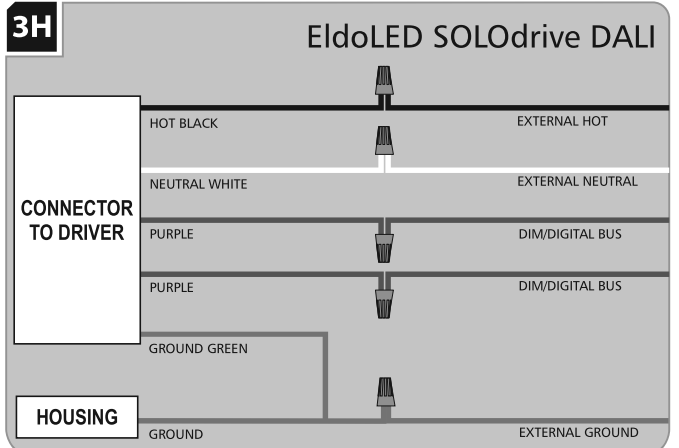 3H
EldoLED SOLOdrive DALI
HOT BLACK
EXTERNAL HOT
NEUTRAL WHITE
EXTERNAL NEUTRAL
CONNECTOR
TO DRIVER
PURPLE
DIM/DIGITAL BUS
PURPLE
DIM/DIGITAL BUS
GROUND GREEN
HOUSING
GROUND
EXTERNAL GROUND